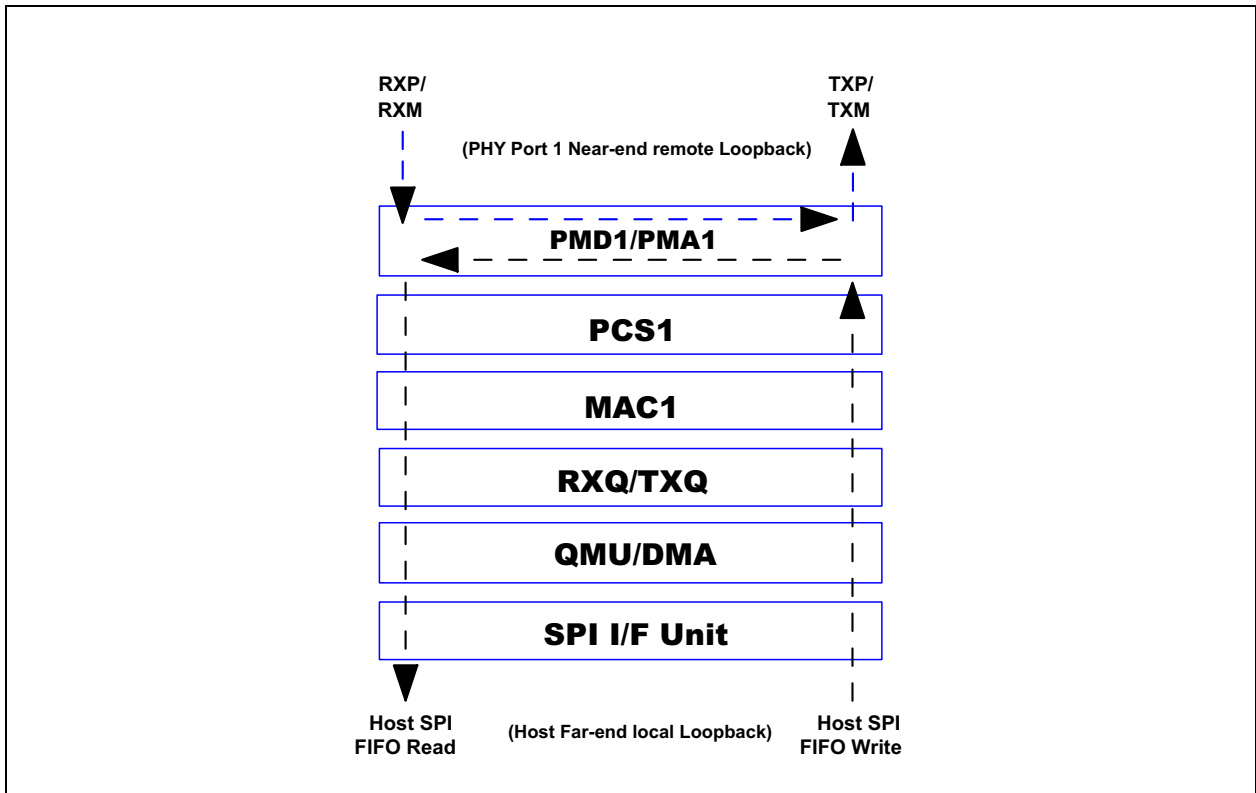 RXP/
RXM
TXP/
TXM
(PHY Port 1 Near-end remote Loopback)
PMD1/PMA1
PCS1
MAC1
RXQ/TXQ
QMU/DMA
SPI I/F Unit
Host SPI
FIFO Read
(Host Far-end local Loopback)
Host SPI
FIFO Write